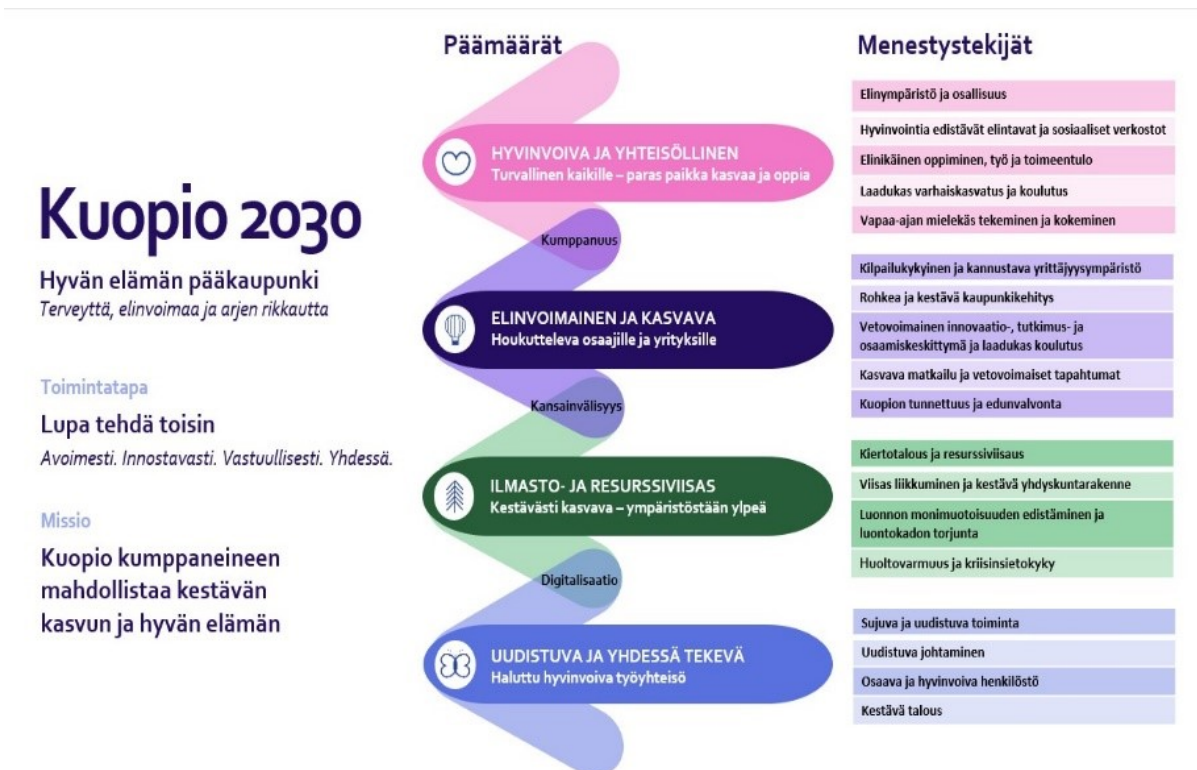 Kuopio 2030
Hyvän elämän pääkaupunki
Terveyttä, elinvoimaa ja arjen rikkautta
Toimintatapa
Lupa tehdä toisin
Avoimesti. Innostavasti. Vastuullisesti. Yhdessä.
Missio
Kuopio kumppaneineen
mahdollistaa kestävän
kasvun ja hyvän elämän
Päämäärät
HYVINVOIVA JA YHTEISÖLLINEN
Turvallinen kaikille – paras paikka kasvaa ja oppia
Kumppanuus
ELINVOIMAINEN JA KASVAVA
Houkutteleva osaajille ja yrityksille
Kansainvälisyys
ILMASTO- JA RESURSSIVIISAS
Kestävästi kasvava – ympäristöstään ylpeä
Digitalisaatio
UUDISTUVA JA YHDESSÄ TEKEVÄ
Haluttu hyvinvoiva työyhteisö
Menestystekijät
Elinympäristö ja osallisuus
Hyvinvointia edistävät elintavat ja sosiaaliset verkostot
Elinikäinen oppiminen, työ ja toimeentulo
Laadukas varhaiskasvatus ja koulutus
Vapaa-ajan mielekäs tekeminen ja kokeminen
Kilpailukykyinen ja kannustava yrittäjyysympäristö
Rohkea ja kestävä kaupunkikehitys
Vetovoimainen innovaatio-, tutkimus- ja
osaamiskeskittymä ja laadukas koulutus
Kasvava matkailu ja vetovoimaiset tapahtumat
Kuopion tunnettuus ja edunvalvonta
Kiertotalous ja resurssiviisaus
Viisas liikkuminen ja kestävä yhdyskuntarakenne
Luonnon monimuotoisuuden edistäminen ja
luontokadon torjunta
Huoltovarmuus ja kriisinsietokyky
Sujuva ja uudistuva toiminta
Uudistuva johtaminen
Osaava ja hyvinvoiva henkilöstö
Kestävä talous